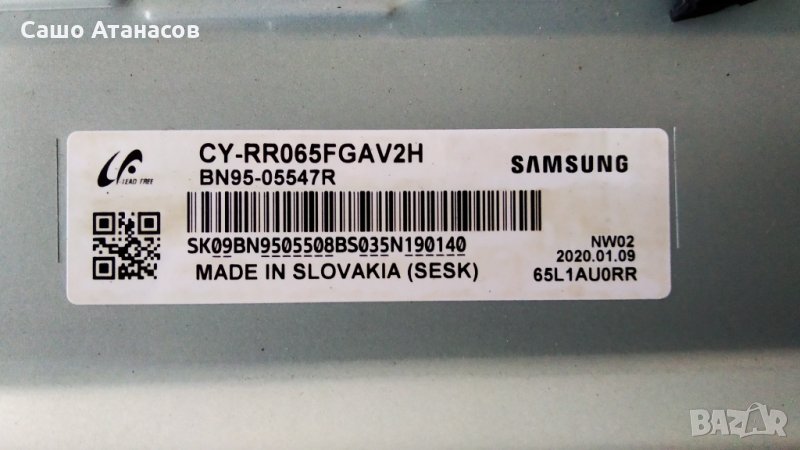 Сашо Атанасов
CY-RR065FGAV2H
SAMSUNG
LEAD FREE
BN95-05547R
SK09BN9505508BS035N190140
NW02
2020.01.09
MADE IN SLOVAKIA (SESK)
65L1AU0RR
BAZAR